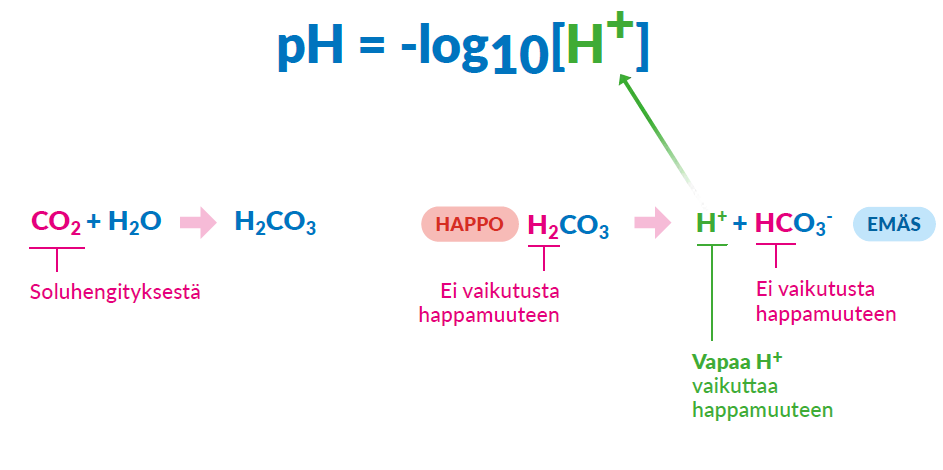 pH = -log₁₀[H⁺]
CO₂ + H₂O → H₂CO₃
Soluhengityksestä
HAPPO H₂CO₃ → H⁺ + HCO₃⁻ EMÄS
Ei vaikutusta
happamuuteen
Ei vaikutusta
happamuuteen
Vapaa H⁺
vaikuttaa
happamuuteen